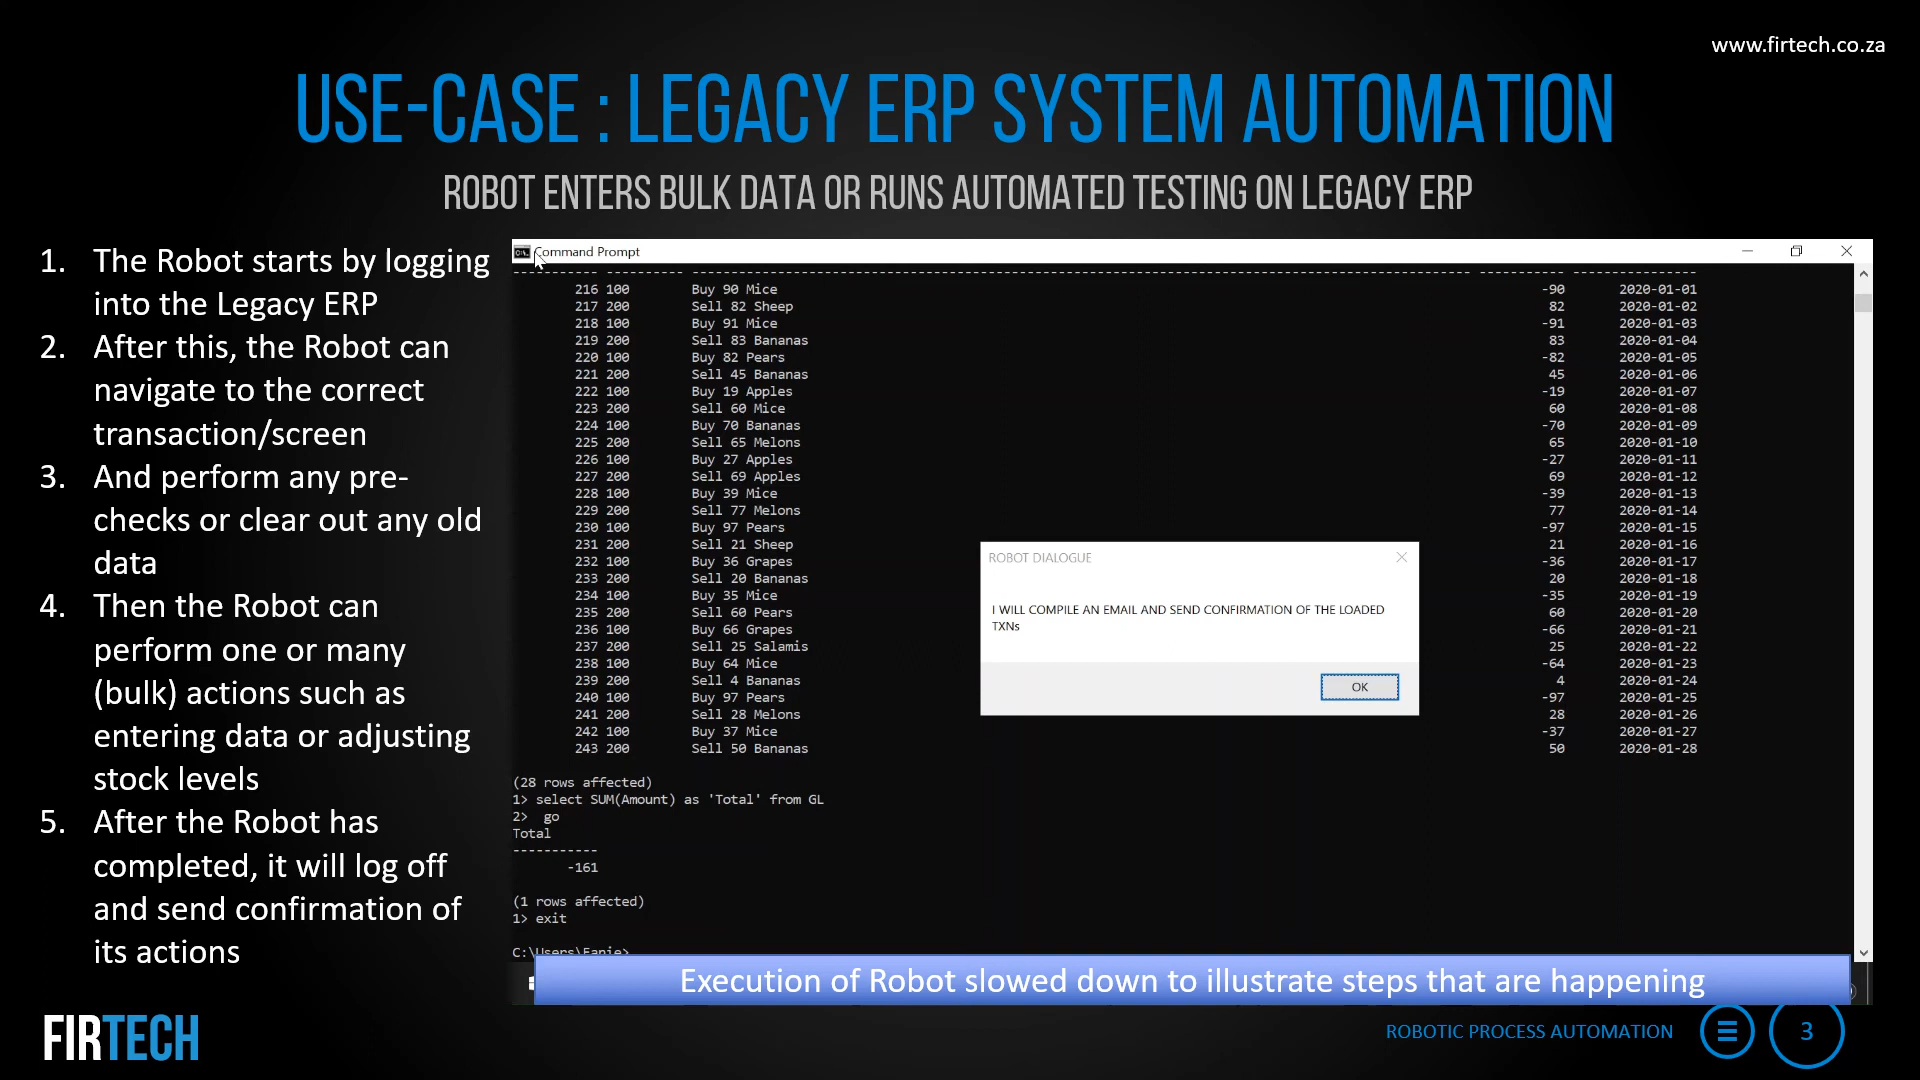 www.firtech.co.za
USE-CASE : LEGACY ERP SYSTEM AUTOMATION
ROBOT ENTERS BULK DATA OR RUNS AUTOMATED TESTING ON LEGACY ERP
1. The Robot starts by logging
into the Legacy ERP
2. After this, the Robot can
navigate to the correct
transaction/screen
3. And perform any pre-
checks or clear out any old
data
4. Then the Robot can
perform one or many
(bulk) actions such as
entering data or adjusting
stock levels
5. After the Robot has
completed, it will log off
and send confirmation of
its actions
Command Prompt
----------- ---------- ---------------------------------------------------------------------------------------------------- ----------- ----------------
216 100 Buy 90 Mice -90 2020-01-01
217 200 Sell 82 Sheep 82 2020-01-02
218 100 Buy 91 Mice -91 2020-01-03
219 200 Sell 83 Bananas 83 2020-01-04
220 100 Buy 82 Pears -82 2020-01-05
221 200 Sell 45 Bananas 45 2020-01-06
222 100 Buy 19 Apples -19 2020-01-07
223 200 Sell 60 Mice 60 2020-01-08
224 100 Buy 70 Bananas -70 2020-01-09
225 200 Sell 65 Melons 65 2020-01-10
226 100 Buy 27 Apples -27 2020-01-11
227 200 Sell 69 Apples 69 2020-01-12
228 100 Buy 39 Mice -39 2020-01-13
229 200 Sell 77 Melons 77 2020-01-14
230 100 Buy 97 Pears -97 2020-01-15
231 200 Sell 21 Sheep 21 2020-01-16
232 100 Buy 36 Grapes -36 2020-01-17
233 200 Sell 20 Bananas 20 2020-01-18
234 100 Buy 35 Mice -35 2020-01-19
235 200 Sell 60 Pears 60 2020-01-20
236 100 Buy 66 Grapes -66 2020-01-21
237 200 Sell 25 Salamis 25 2020-01-22
238 100 Buy 64 Mice -64 2020-01-23
239 200 Sell 4 Bananas 4 2020-01-24
240 100 Buy 97 Pears -97 2020-01-25
241 200 Sell 28 Melons 28 2020-01-26
242 100 Buy 37 Mice -37 2020-01-27
243 200 Sell 50 Bananas 50 2020-01-28
(28 rows affected)
1> select SUM(Amount) as 'Total' from GL
2> go
Total
-----------
-161
(1 rows affected)
1> exit
C:\Users\Fanie>
ROBOT DIALOGUE
I WILL COMPILE AN EMAIL AND SEND CONFIRMATION OF THE LOADED
TXNs
OK
Execution of Robot slowed down to illustrate steps that are happening
FIRTECH
ROBOTIC PROCESS AUTOMATION
3